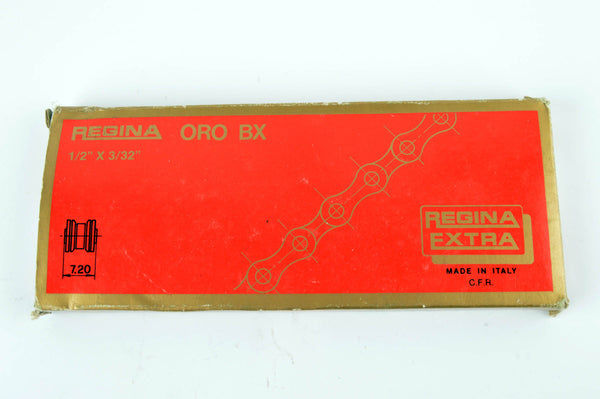 REGINA ORO BX
1/2" X 3/32"
7.20
REGINA
EXTRA
MADE IN ITALY
C.F.R.